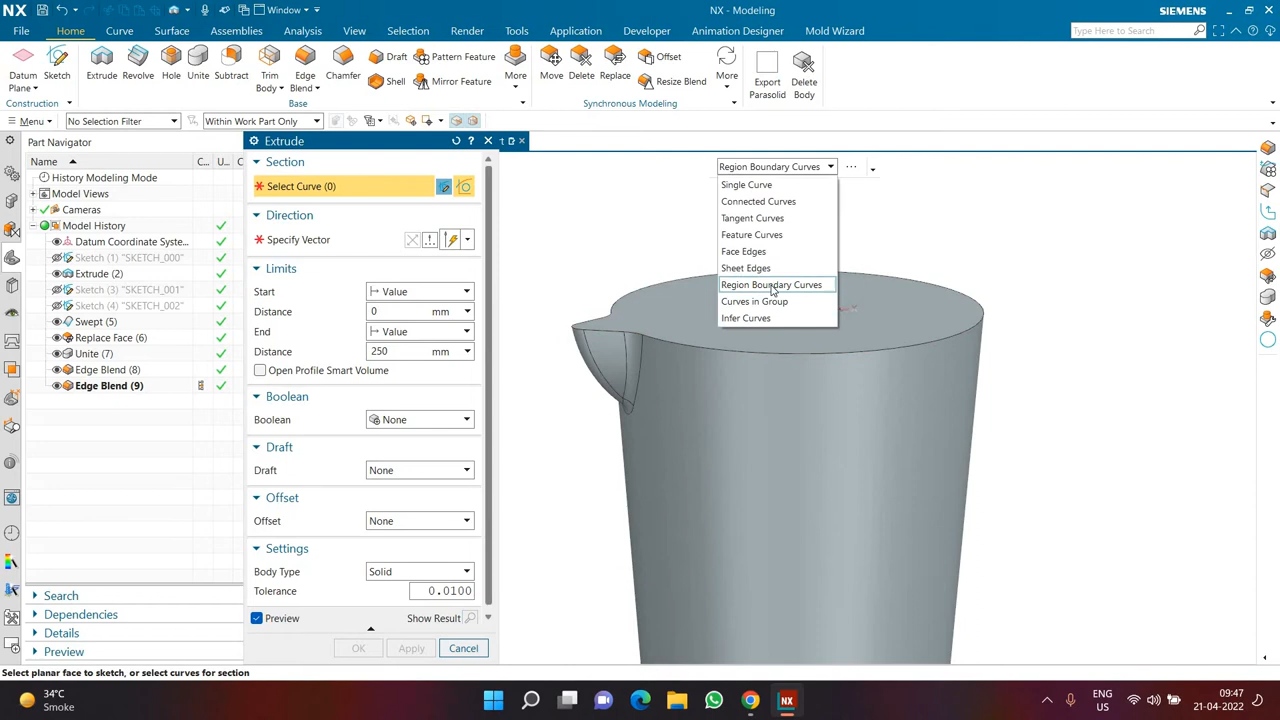 NX Window NX - Modeling SIEMENS
File Home Curve Surface Assemblies Analysis View Selection Render Tools Application Developer Animation Designer Mold Wizard Type Here to Search
Datum Plane Sketch Extrude Revolve Hole Unite Subtract Trim Body Edge Blend Chamfer Draft Shell Pattern Feature Mirror Feature More Move Delete Replace Offset Resize Blend More Export Parasolid Delete Body
Construction Base Synchronous Modeling
Menu No Selection Filter Within Work Part Only
Part Navigator
Name C... U... C
History Modeling Mode
Model Views
Cameras
Model History
Datum Coordinate Syste...
Sketch (1) "SKETCH_000"
Extrude (2)
Sketch (3) "SKETCH_001"
Sketch (4) "SKETCH_002"
Swept (5)
Replace Face (6)
Unite (7)
Edge Blend (8)
Edge Blend (9)
Search
Dependencies
Details
Preview
Extrude
Section
Select Curve (0)
Direction
Specify Vector
Limits
Start Value
Distance 0 mm
End Value
Distance 250 mm
Open Profile Smart Volume
Boolean
Boolean None
Draft
Draft None
Offset
Offset None
Settings
Body Type Solid
Tolerance 0.0100
Preview Show Result
OK Apply Cancel
Region Boundary Curves
Single Curve
Connected Curves
Tangent Curves
Feature Curves
Face Edges
Sheet Edges
Region Boundary Curves
Curves in Group
Infer Curves
Select planar face to sketch, or select curves for section
34°C
Smoke
NX
ENG
US
09:47
21-04-2022